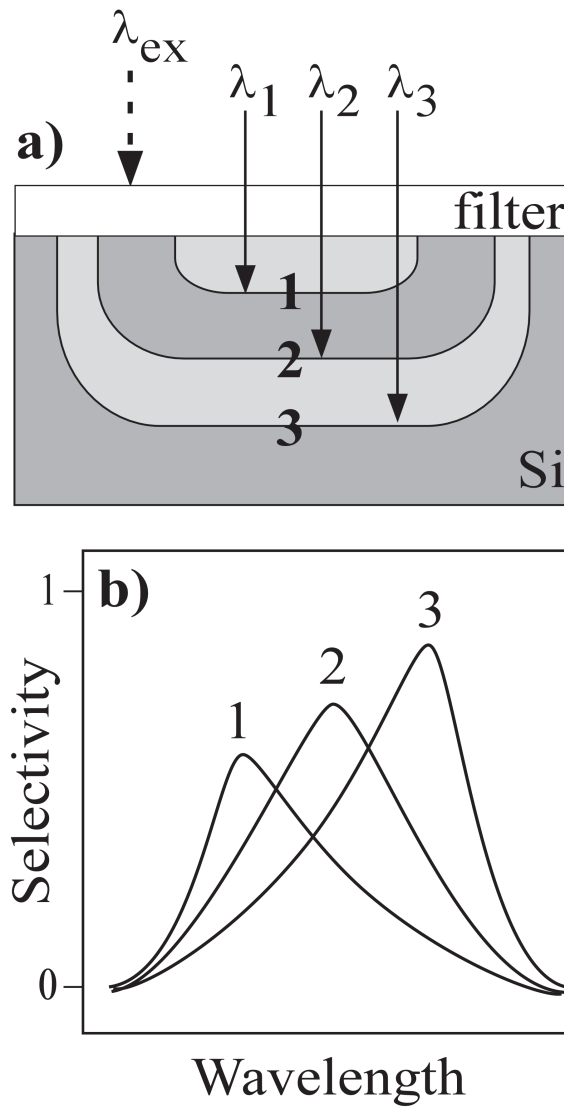 λex
λ1 λ2 λ3
a)
filter
1
2
3
Si
b)
1
3
2
1
Selectivity
0
Wavelength